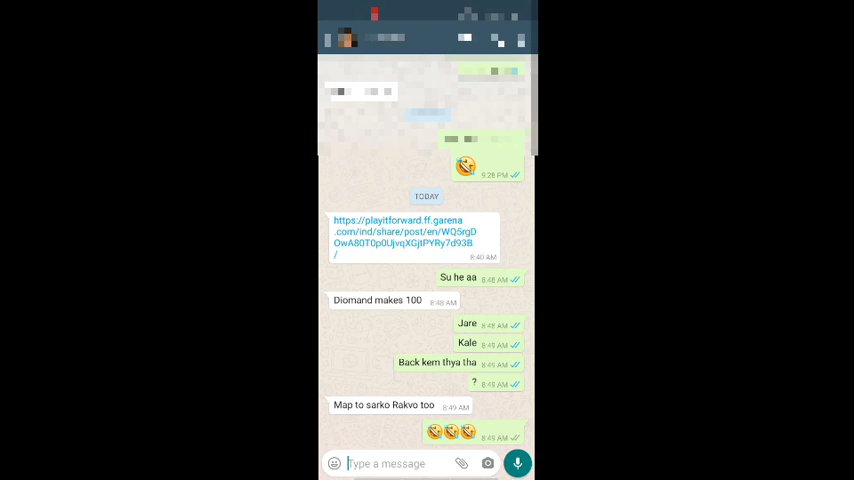 9:28 PM
TODAY
https://playitforward.ff.garena
.com/ind/share/post/en/WQ5rgD
OwA80T0p0UjvqXGjtPYRy7d93B
/
8:40 AM
Su he aa 8:48 AM
Diomand makes 100 8:48 AM
Jare 8:48 AM
Kale 8:49 AM
Back kem thya tha 8:49 AM
? 8:49 AM
Map to sarko Rakvo too 8:49 AM
8:49 AM
Type a message